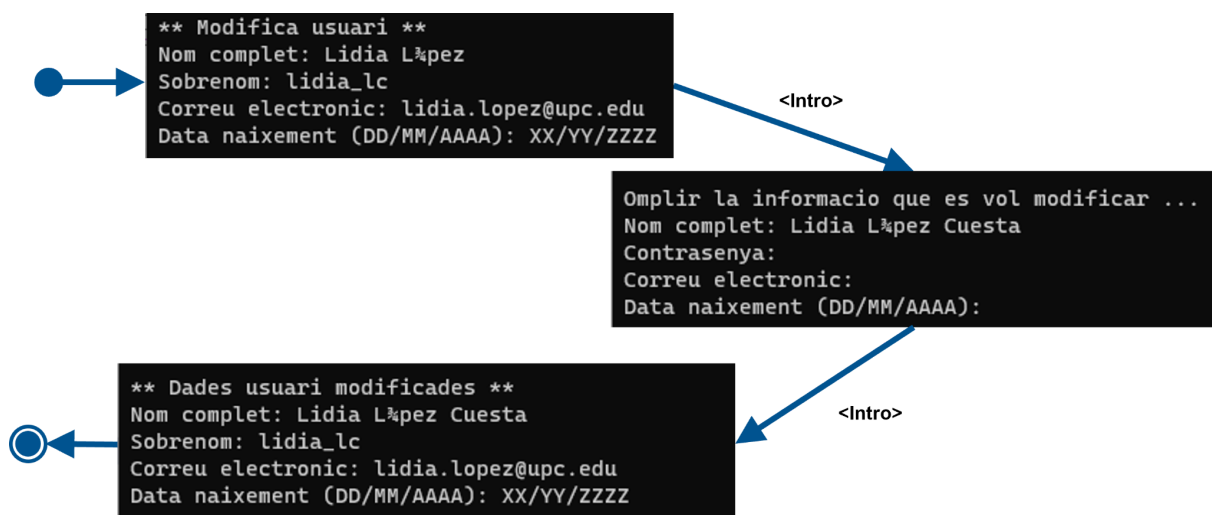 ** Modifica usuari **
Nom complet: Lidia L¾pez
Sobrenom: lidia_lc
Correu electronic: lidia.lopez@upc.edu
Data naixement (DD/MM/AAAA): XX/YY/ZZZZ
<Intro>
Omplir la informacio que es vol modificar ...
Nom complet: Lidia L¾pez Cuesta
Contrasenya:
Correu electronic:
Data naixement (DD/MM/AAAA):
<Intro>
** Dades usuari modificades **
Nom complet: Lidia L¾pez Cuesta
Sobrenom: lidia_lc
Correu electronic: lidia.lopez@upc.edu
Data naixement (DD/MM/AAAA): XX/YY/ZZZZ